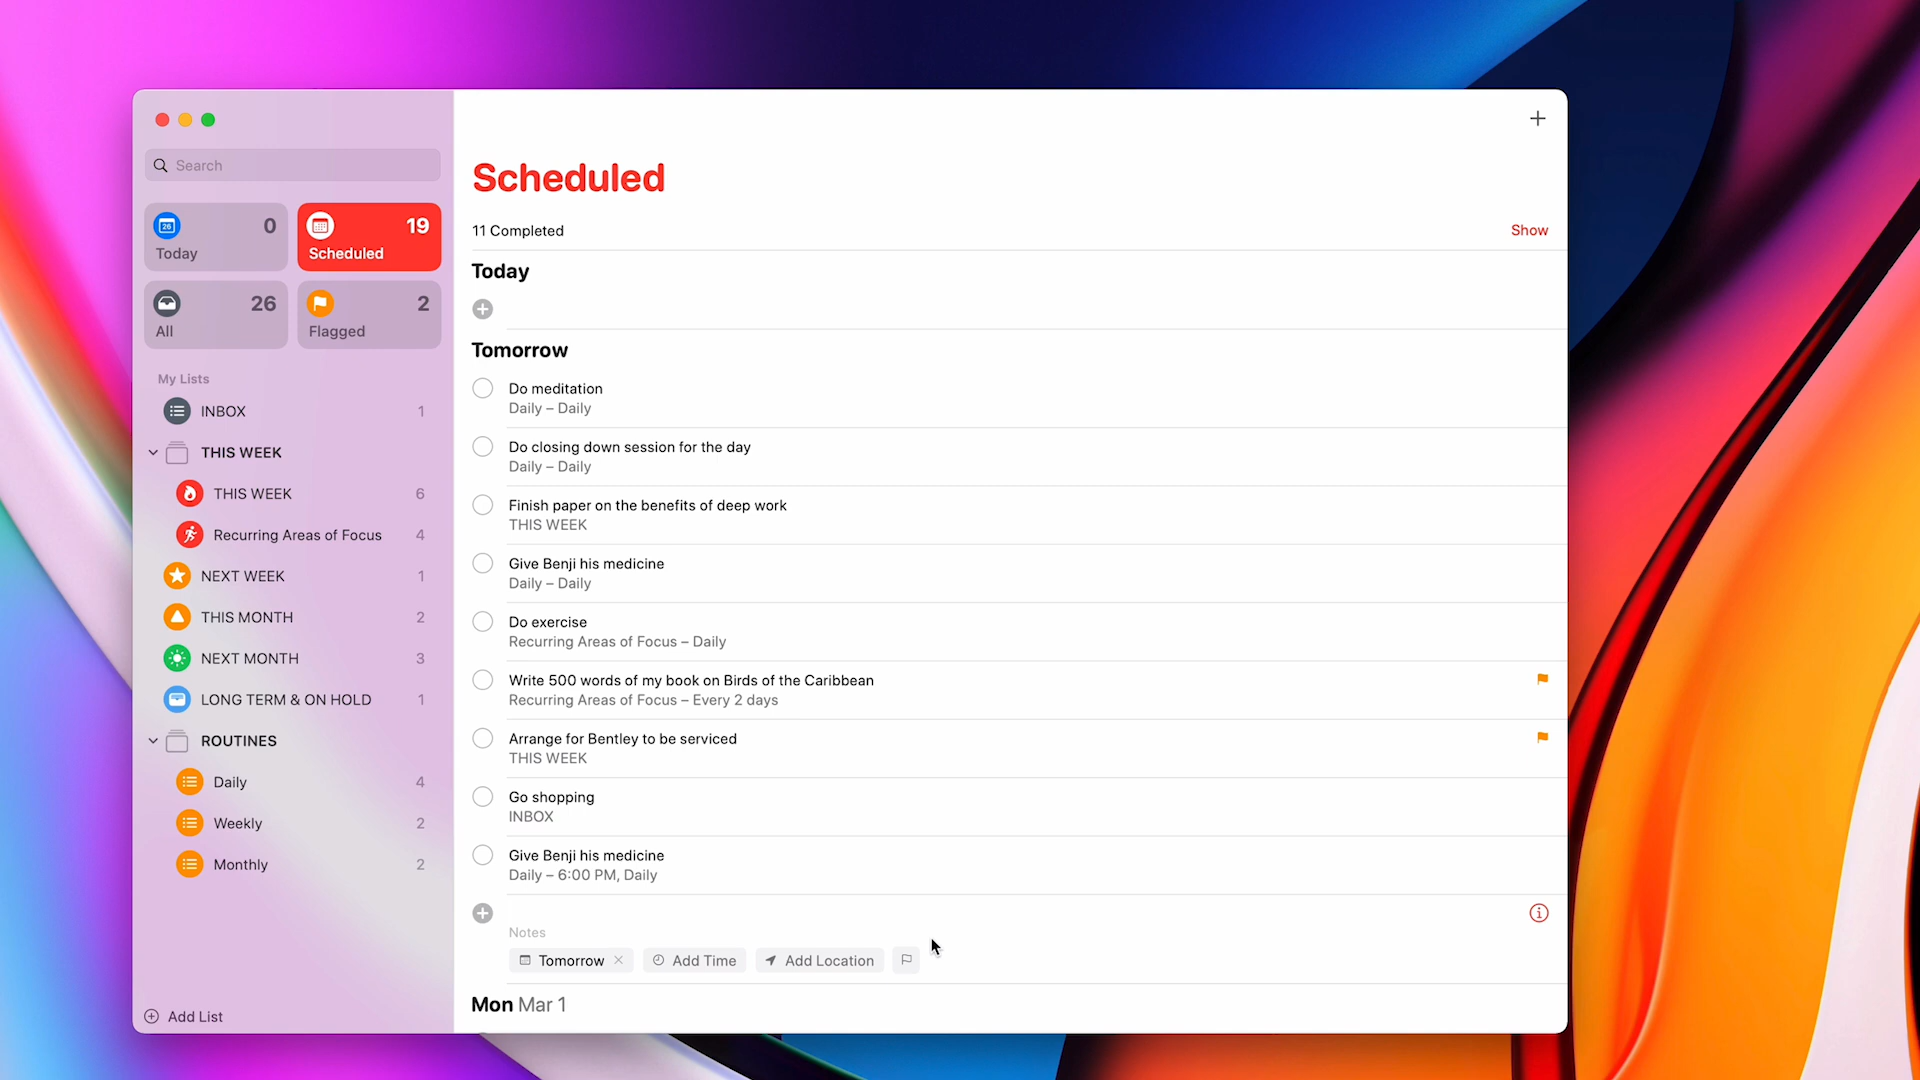 Search
26
0
Today
19
Scheduled
26
All
2
Flagged
My Lists
INBOX 1
THIS WEEK
THIS WEEK 6
Recurring Areas of Focus 4
NEXT WEEK 1
THIS MONTH 2
NEXT MONTH 3
LONG TERM & ON HOLD 1
ROUTINES
Daily 4
Weekly 2
Monthly 2
Add List
Scheduled
11 Completed Show
Today
Tomorrow
Do meditation
Daily – Daily
Do closing down session for the day
Daily – Daily
Finish paper on the benefits of deep work
THIS WEEK
Give Benji his medicine
Daily – Daily
Do exercise
Recurring Areas of Focus – Daily
Write 500 words of my book on Birds of the Caribbean
Recurring Areas of Focus – Every 2 days
Arrange for Bentley to be serviced
THIS WEEK
Go shopping
INBOX
Give Benji his medicine
Daily – 6:00 PM, Daily
Notes
Tomorrow Add Time Add Location
Mon Mar 1